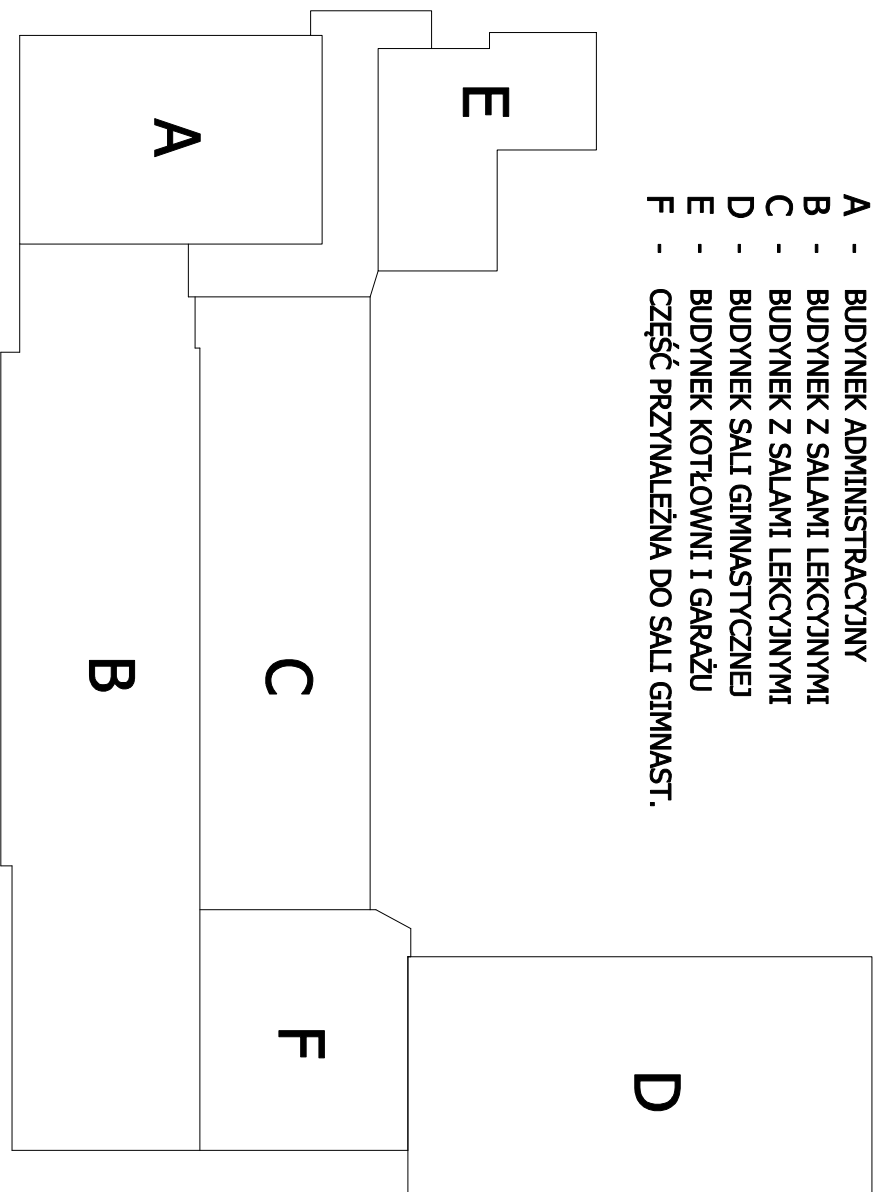 A - BUDYNEK ADMINISTRACYJNY
B - BUDYNEK Z SALAMI LEKCYJNYMI
C - BUDYNEK Z SALAMI LEKCYJNYMI
D - BUDYNEK SALI GIMNASTYCZNEJ
E - BUDYNEK KOTŁOWNI I GARAŻU
F - CZĘŚĆ PRZYNALEŻNA DO SALI GIMNAST.
E
A
C
B
D
F